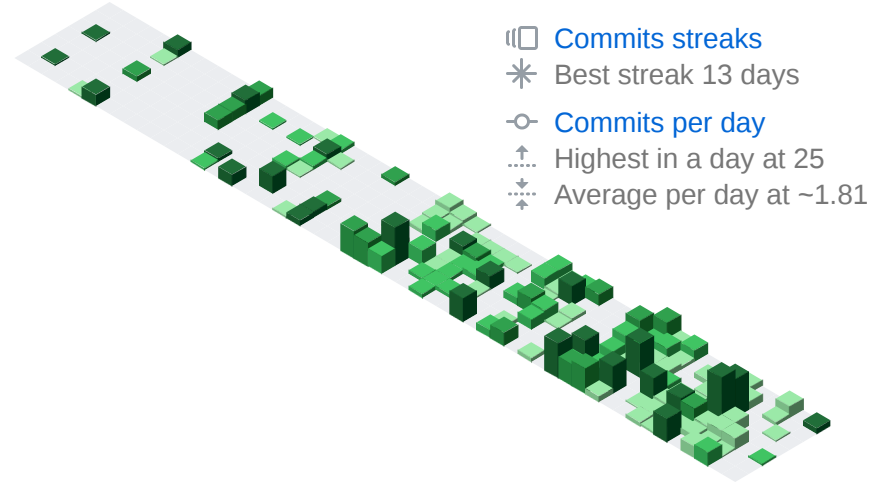 Commits streaks
Best streak 13 days
Commits per day
Highest in a day at 25
Average per day at ~1.81